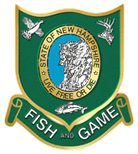 STATE OF NEW HAMPSHIRE
LIVE FREE OR DIE
FISH AND GAME